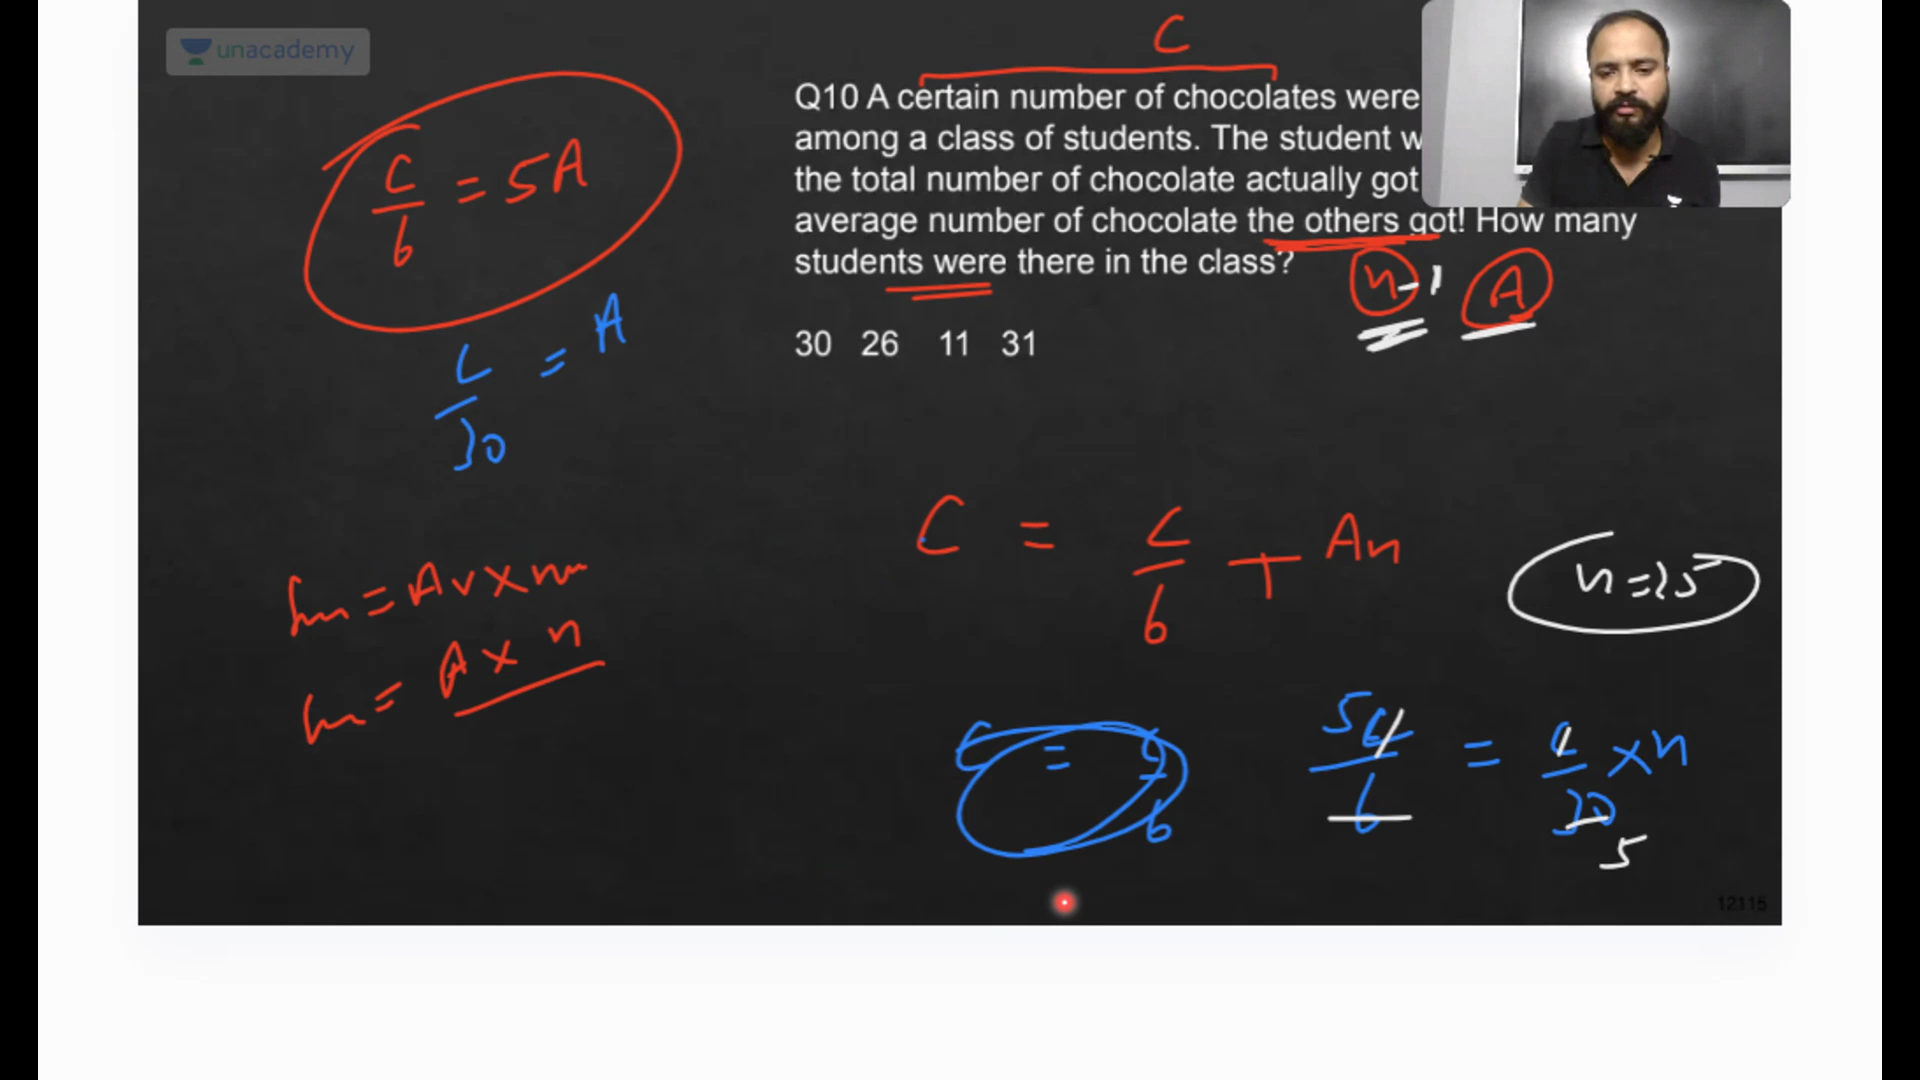 unacademy
C
Q10 A certain number of chocolates were
among a class of students. The student w
the total number of chocolate actually got
average number of chocolate the others got! How many
students were there in the class?
n - 1 A
30 26 11 31
C/6 = 5A
C/30 = A
C = C/6 + An
n = 25
= A × n
C = C/6
5C/6 = C/30 × n
5
12115